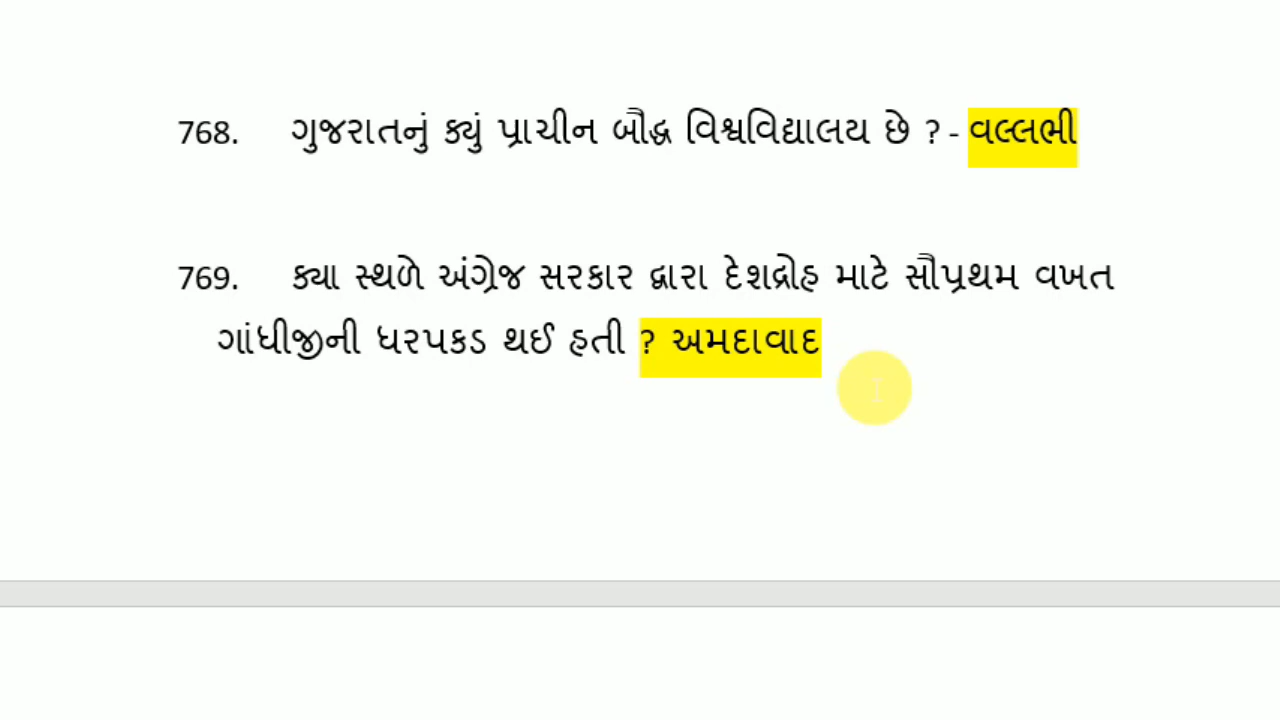 768. ગુજરાતનું ક્યું પ્રાચીન બૌદ્ધ વિશ્વવિદ્યાલય છે ? - વલ્લભી
769. ક્યા સ્થળે અંગ્રેજ સરકાર દ્વારા દેશદ્રોહ માટે સૌપ્રથમ વખત
ગાંધીજીની ધરપકડ થઈ હતી ? અમદાવાદ